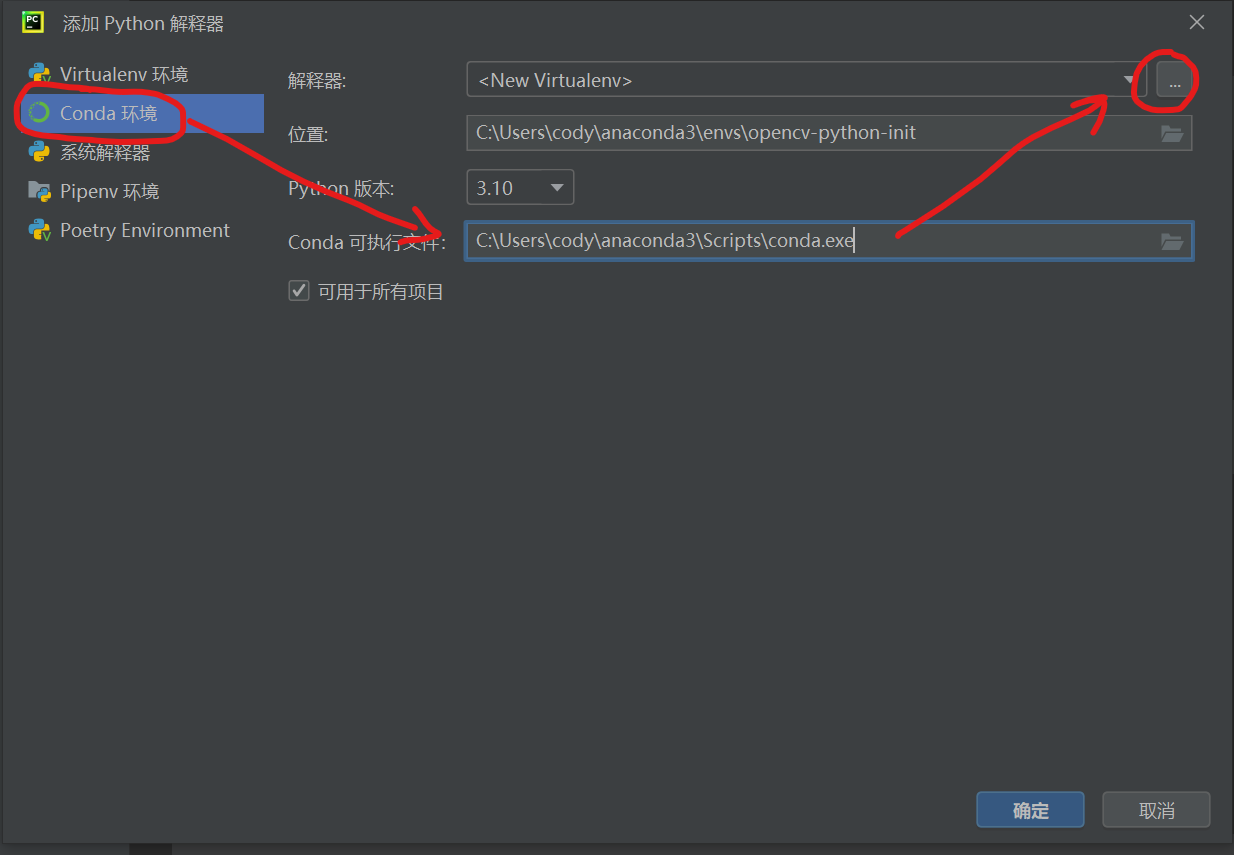 PC
添加 Python 解释器
Virtualenv 环境
Conda 环境
系统解释器
Pipenv 环境
Poetry Environment
解释器:
<New Virtualenv>
...
位置:
C:\Users\cody\anaconda3\envs\opencv-python-init
Python 版本:
3.10
Conda 可执行文件:
C:\Users\cody\anaconda3\Scripts\conda.exe
可用于所有项目
确定
取消